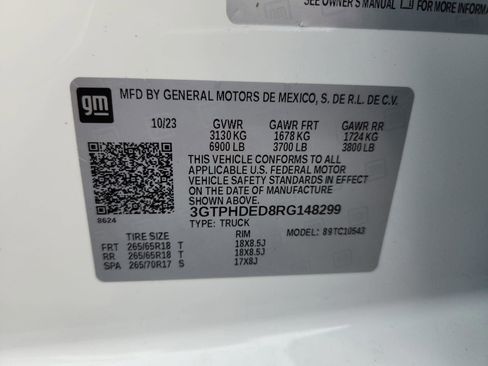 SEE OWNER'S MANUAL FOR MORE INFORMA
gm
MFD BY GENERAL MOTORS DE MEXICO, S. DE R.L. DE C.V.
10/23 GVWR GAWR FRT GAWR RR
3130 KG 1678 KG 1724 KG
6900 LB 3700 LB 3800 LB
THIS VEHICLE CONFORMS TO ALL
APPLICABLE U.S. FEDERAL MOTOR
VEHICLE SAFETY STANDARDS IN
EFFECT ON THE DATE OF MANUFACTURE
SHOWN ABOVE.
3GTPHDED8RG148299
8624
TYPE: TRUCK
TIRE SIZE RIM MODEL: 89TC10543
FRT 265/65R18 T 18X8.5J
RR 265/65R18 T 18X8.5J
SPA 265/70R17 S 17X8J